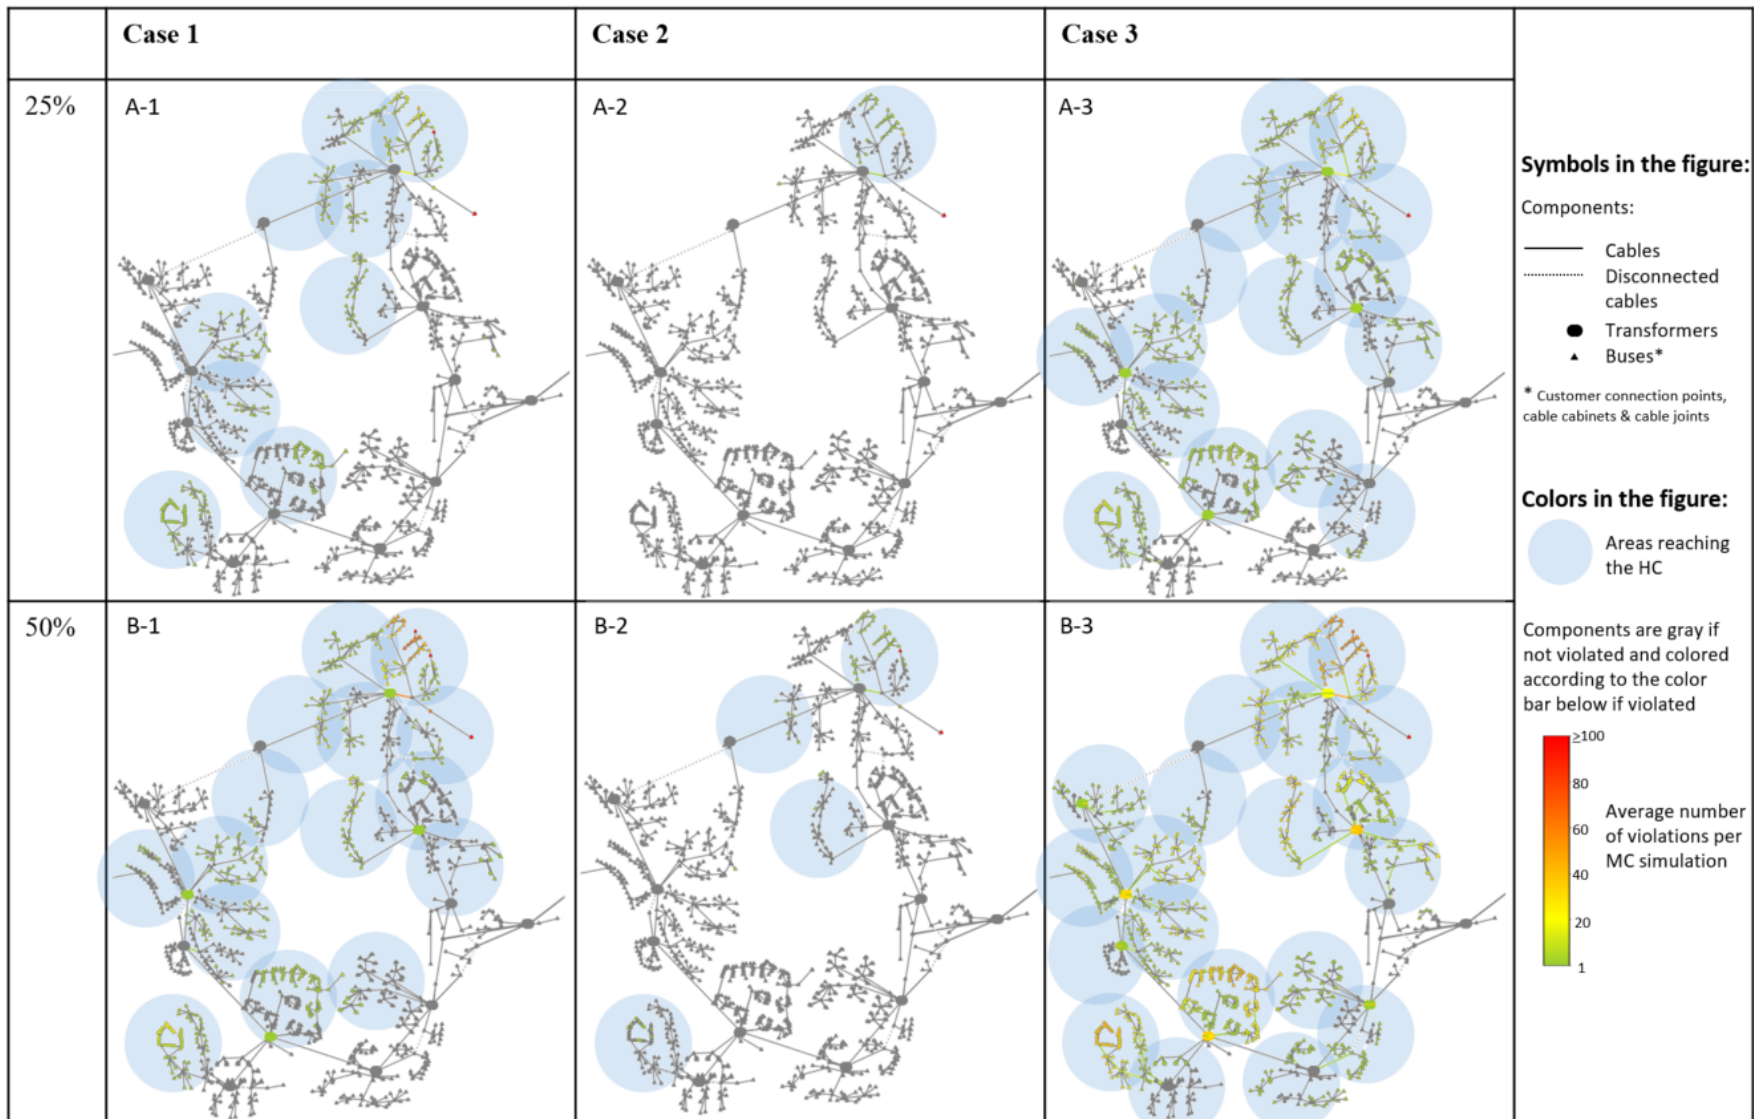 Case 1
Case 2
Case 3
25%
A-1
A-2
A-3
50%
B-1
B-2
B-3
Symbols in the figure:
Components:
Cables
Disconnected
cables
Transformers
Buses*
* Customer connection points,
cable cabinets & cable joints
Colors in the figure:
Areas reaching
the HC
Components are gray if
not violated and colored
according to the color
bar below if violated
≥100
80
60
40
20
1
Average number
of violations per
MC simulation